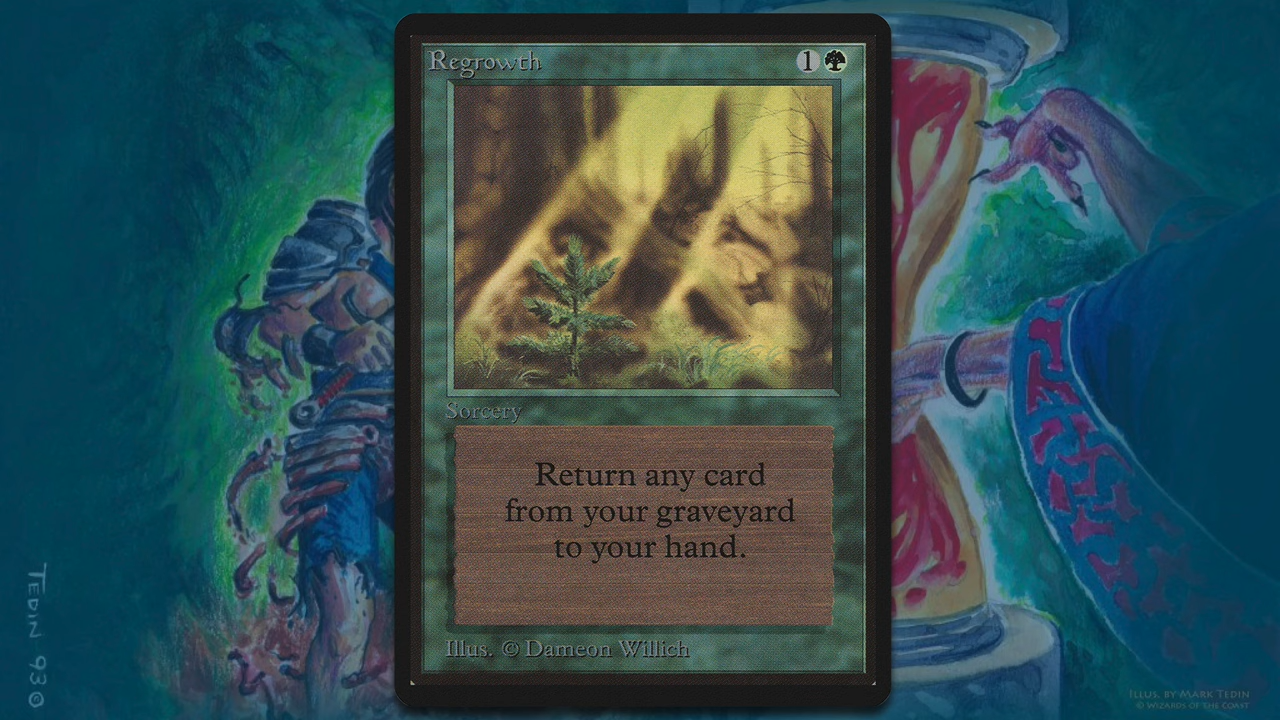 Regrowth 1
Sorcery
Return any card
from your graveyard
to your hand.
Illus. © Dameon Willich
TEDIN 93©
ILLUS. BY MARK TEDIN
© WIZARDS OF THE COAST